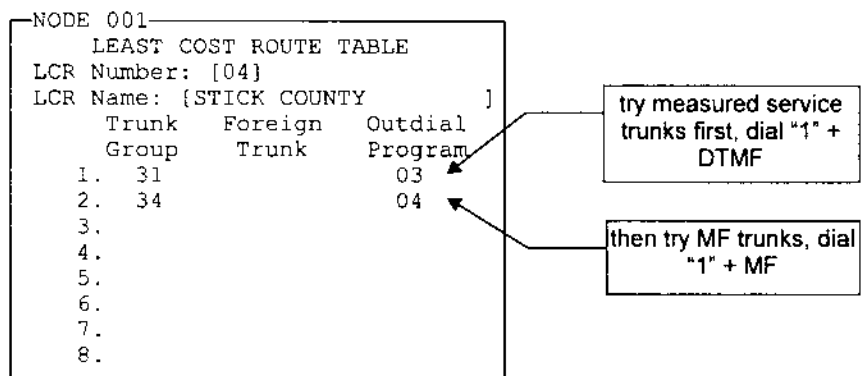 NODE 001
LEAST COST ROUTE TABLE
LCR Number: [04]
LCR Name: [STICK COUNTY ]
Trunk Foreign Outdial
Group Trunk Program
1. 31 03
2. 34 04
3.
4.
5.
6.
7.
8.
try measured service
trunks first, dial "1" +
DTMF
then try MF trunks, dial
"1" + MF